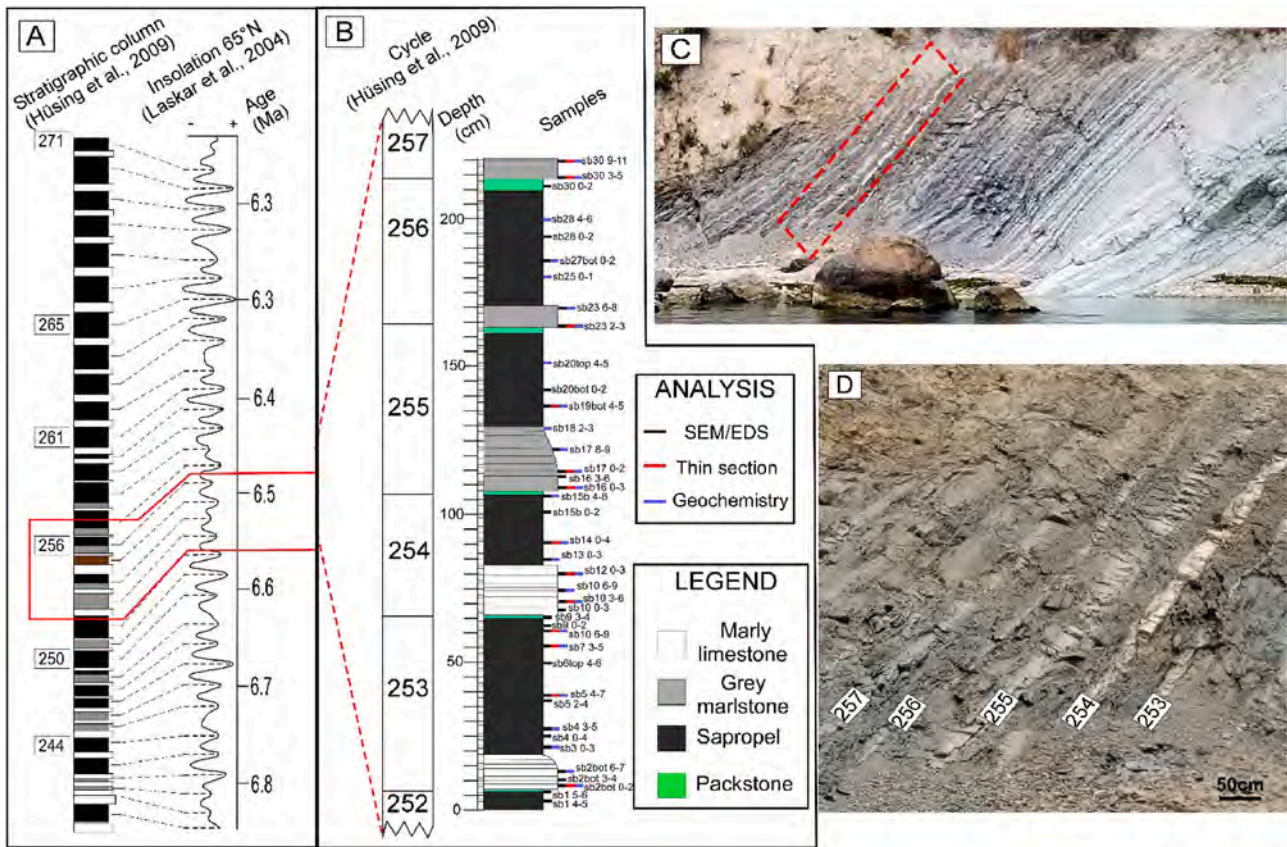 A
Stratigraphic column
(Hüsing et al., 2009)
Insolation 65°N
(Laskar et al., 2004)
Age
(Ma)
- +
271
265
261
256
250
244
6.3
6.3
6.4
6.5
6.6
6.7
6.8
B
Cycle
(Hüsing et al., 2009)
Depth
(cm)
Samples
257
256
255
254
253
252
200
150
100
50
0
sb30 9-11
sb30 3-5
sb30 0-2
sb28 4-6
sb28 0-2
sb27bot 0-2
sb25 0-1
sb23 6-8
sb23 2-3
sb20top 4-5
sb20bot 0-2
sb19bot 4-5
sb18 2-3
sb17 8-9
sb17 0-2
sb16 3-6
sb16 0-3
sb15b 4-8
sb15b 0-2
sb14 0-4
sb13 0-3
sb12 0-3
sb10 6-9
sb10 3-6
sb10 0-3
sb9 3-4
sb9 0-2
sb10 6-9
sb7 3-5
sb6top 4-6
sb5 4-7
sb5 2-4
sb4 3-5
sb4 0-4
sb3 0-3
sb2bot 6-7
sb2bot 3-4
sb2bot 0-2
sb1 5-6
sb1 4-5
ANALYSIS
SEM/EDS
Thin section
Geochemistry
LEGEND
Marly
limestone
Grey
marlstone
Sapropel
Packstone
C
D
257
256
255
254
253
50cm